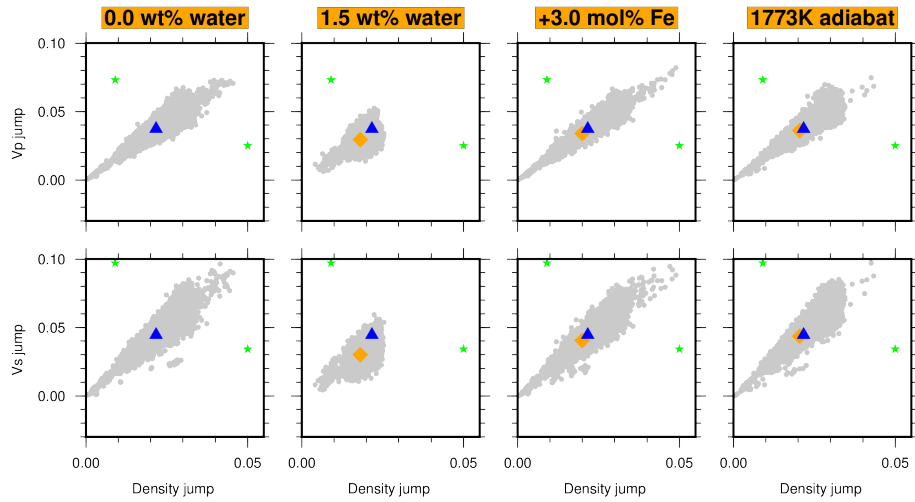 0.0 wt% water 1.5 wt% water +3.0 mol% Fe 1773K adiabat
0.10
0.05
0.00
Vp jump
0.10
0.05
0.00
Vs jump
0.00 0.05 0.00 0.05 0.00 0.05 0.00 0.05
Density jump Density jump Density jump Density jump